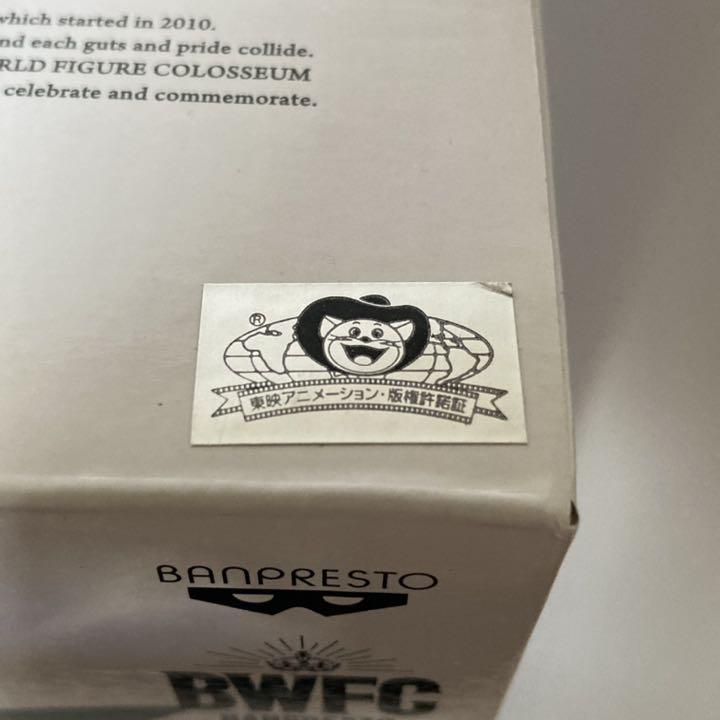 which started in 2010.
and each guts and pride collide.
RLD FIGURE COLOSSEUM
celebrate and commemorate.
®
東映アニメーション・版権許諾証
BANPRESTO
BWFC